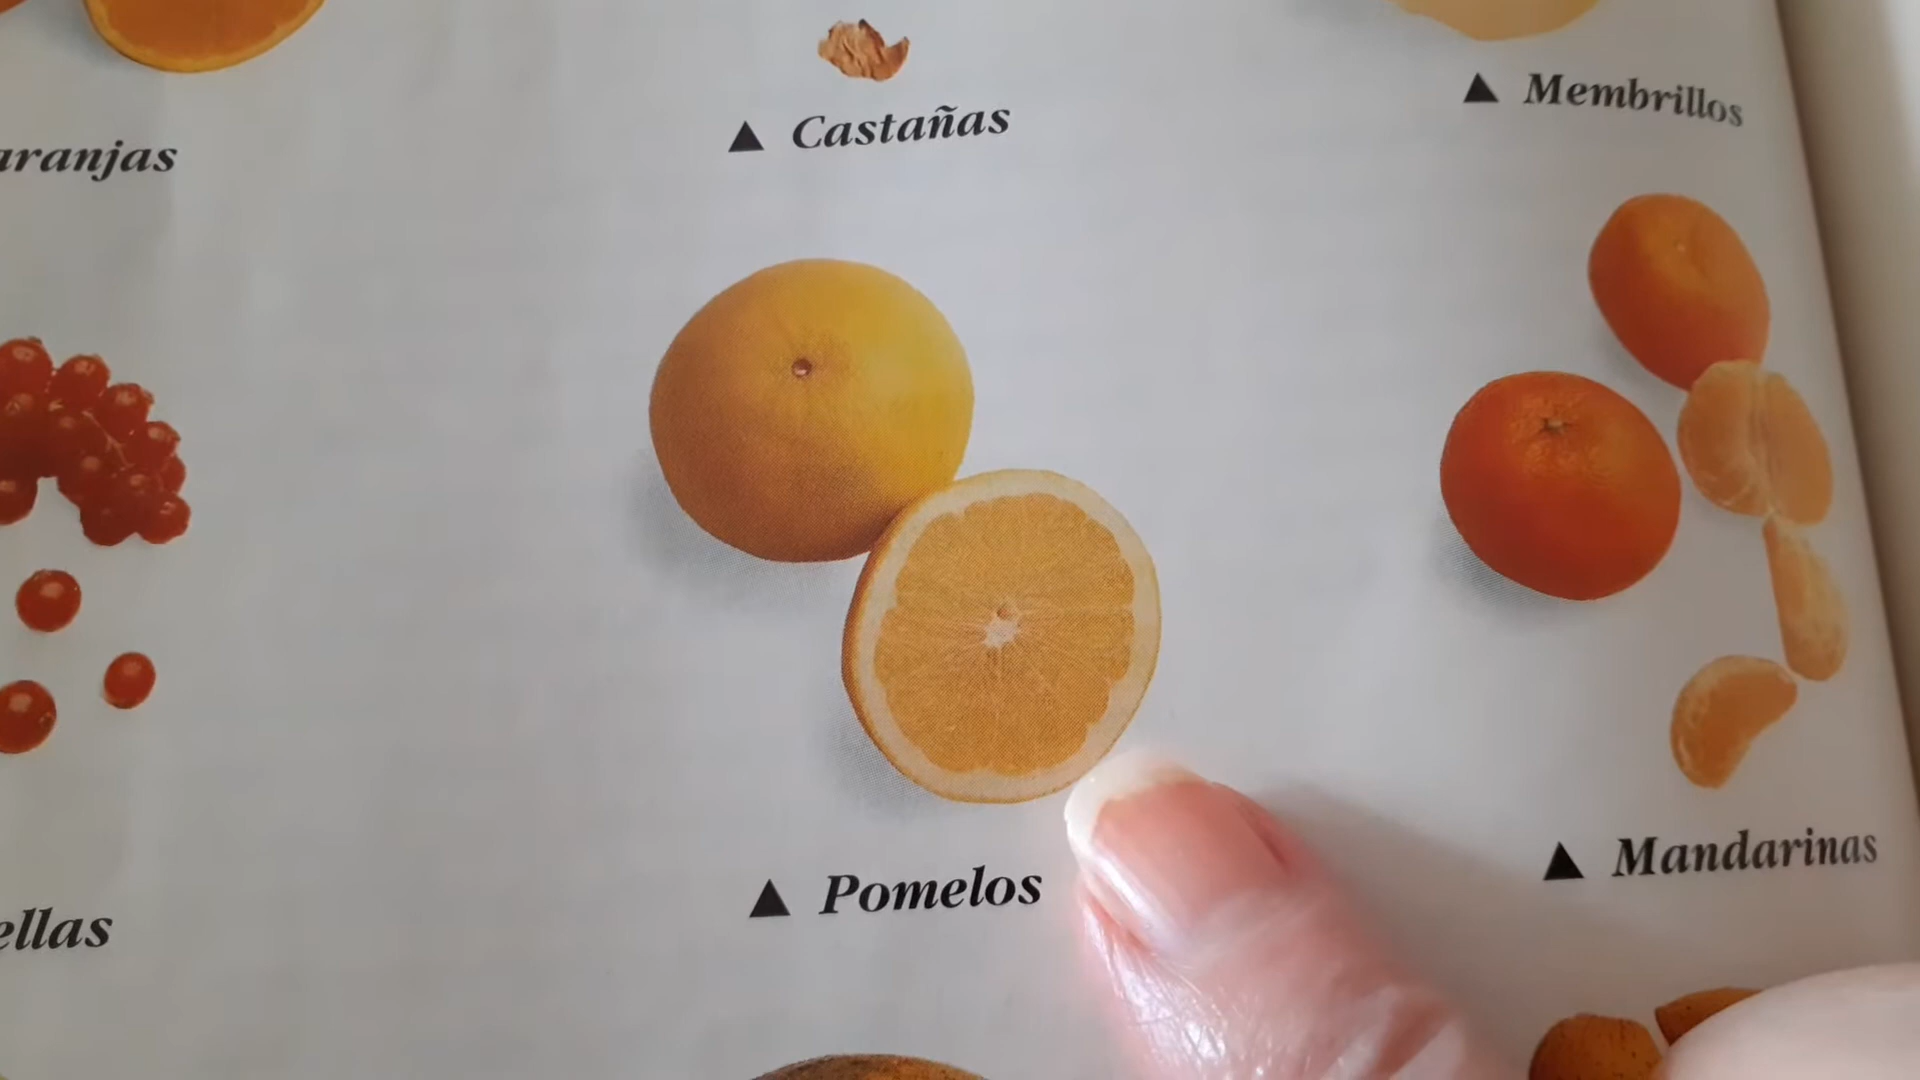 ▲ Castañas
▲ Membrillos
aranjas
▲ Pomelos
▲ Mandarinas
ellas